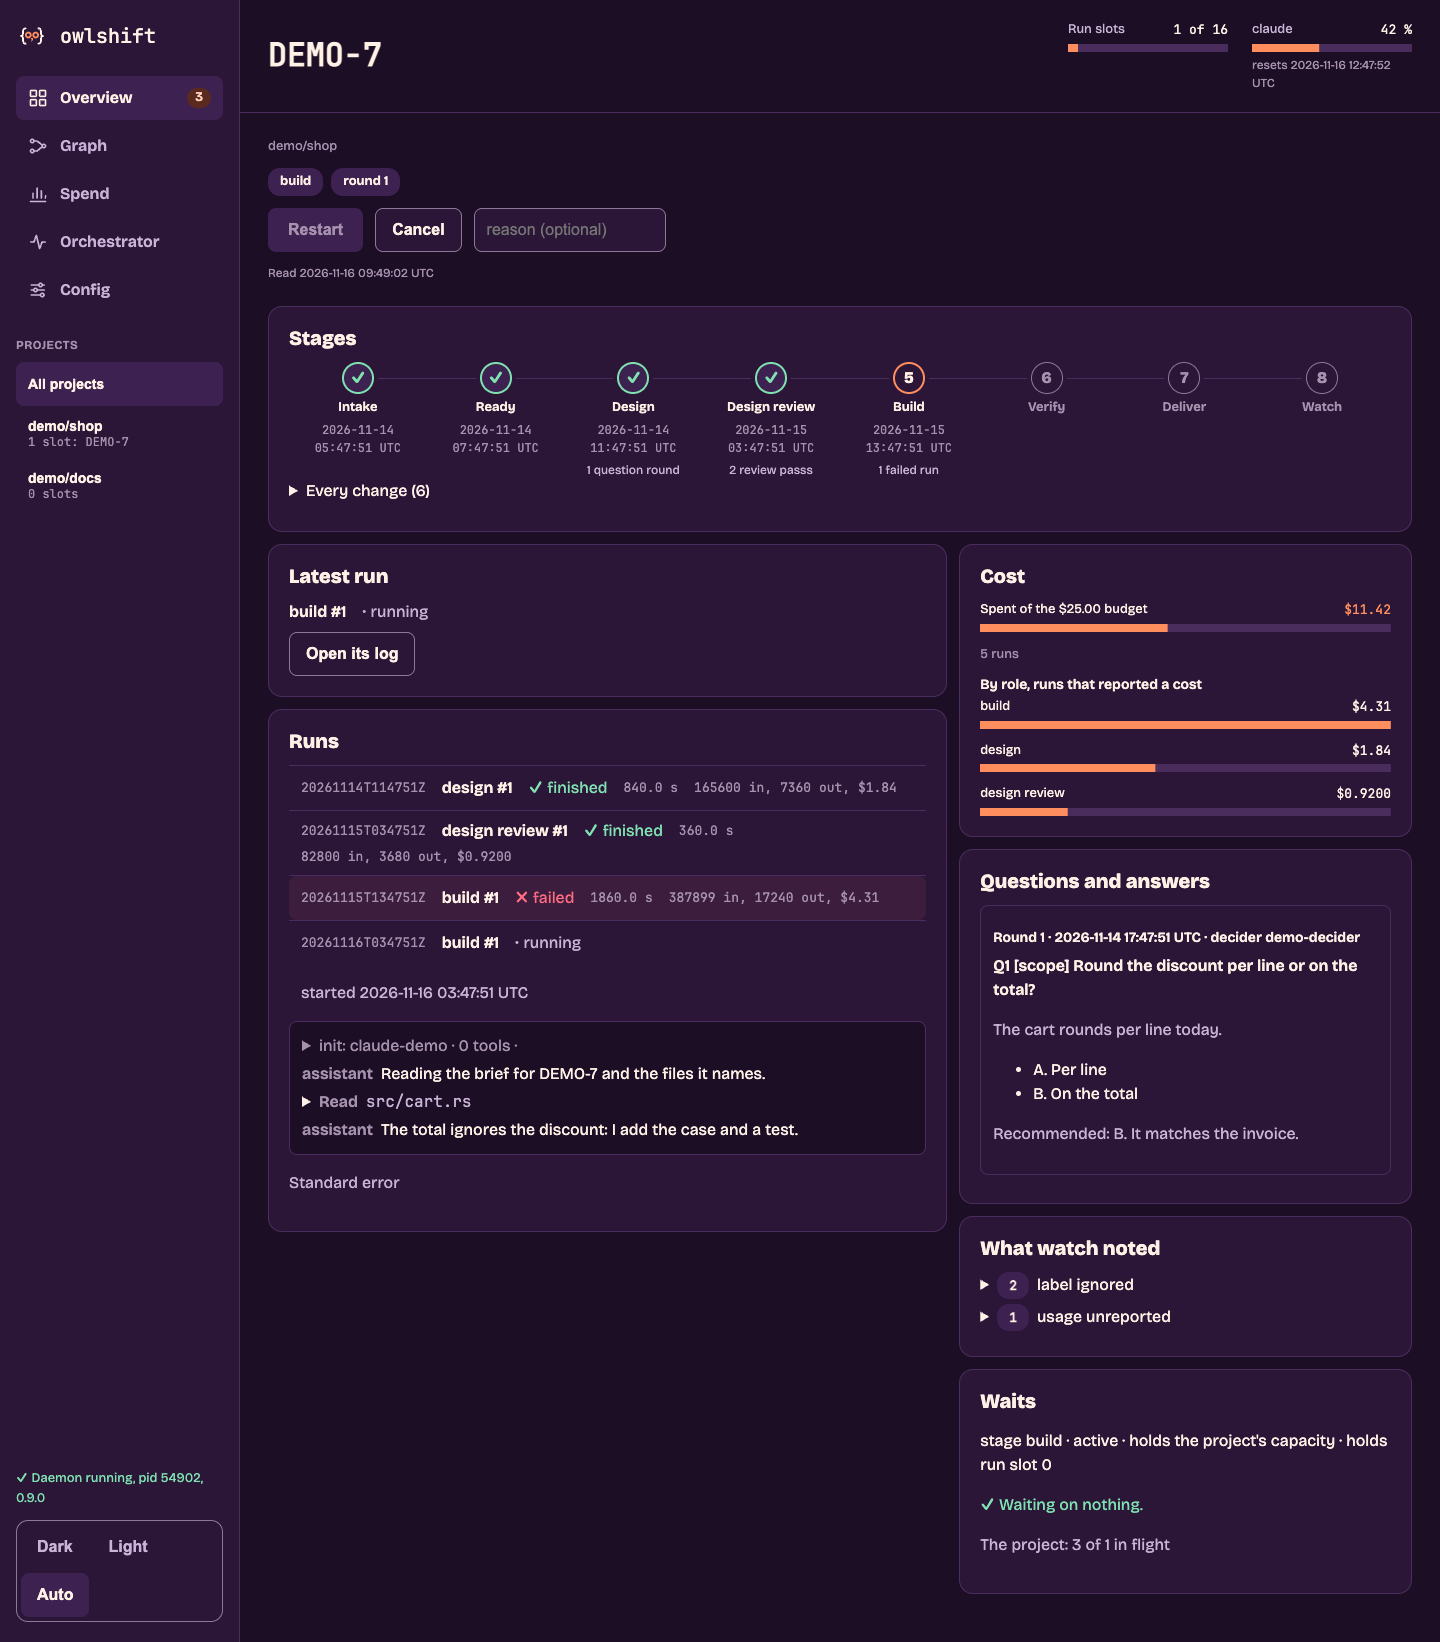 owlshift
Overview 3
Graph
Spend
Orchestrator
Config
PROJECTS
All projects
demo/shop
1 slot: DEMO-7
demo/docs
0 slots
✓ Daemon running, pid 54902,
0.9.0
Dark Light
Auto
DEMO-7
Run slots 1 of 16
claude 42 %
resets 2026-11-16 12:47:52
UTC
demo/shop
build round 1
Restart Cancel reason (optional)
Read 2026-11-16 09:49:02 UTC
Stages
5 6 7 8
Intake Ready Design Design review Build Verify Deliver Watch
2026-11-14 2026-11-14 2026-11-14 2026-11-15 2026-11-15
05:47:51 UTC 07:47:51 UTC 11:47:51 UTC 03:47:51 UTC 13:47:51 UTC
1 question round 2 review passs 1 failed run
Every change (6)
Latest run
build #1 · running
Open its log
Runs
20261114T114751Z design #1 ✓ finished 840.0 s 165600 in, 7360 out, $1.84
20261115T034751Z design review #1 ✓ finished 360.0 s
82800 in, 3680 out, $0.9200
20261115T134751Z build #1 ✕ failed 1860.0 s 387899 in, 17240 out, $4.31
20261116T034751Z build #1 · running
started 2026-11-16 03:47:51 UTC
init: claude-demo · 0 tools ·
assistant Reading the brief for DEMO-7 and the files it names.
Read src/cart.rs
assistant The total ignores the discount: I add the case and a test.
Standard error
Cost
Spent of the $25.00 budget $11.42
5 runs
By role, runs that reported a cost
build $4.31
design $1.84
design review $0.9200
Questions and answers
Round 1 · 2026-11-14 17:47:51 UTC · decider demo-decider
Q1 [scope] Round the discount per line or on the
total?
The cart rounds per line today.
• A. Per line
• B. On the total
Recommended: B. It matches the invoice.
What watch noted
2 label ignored
1 usage unreported
Waits
stage build · active · holds the project's capacity · holds
run slot 0
✓ Waiting on nothing.
The project: 3 of 1 in flight